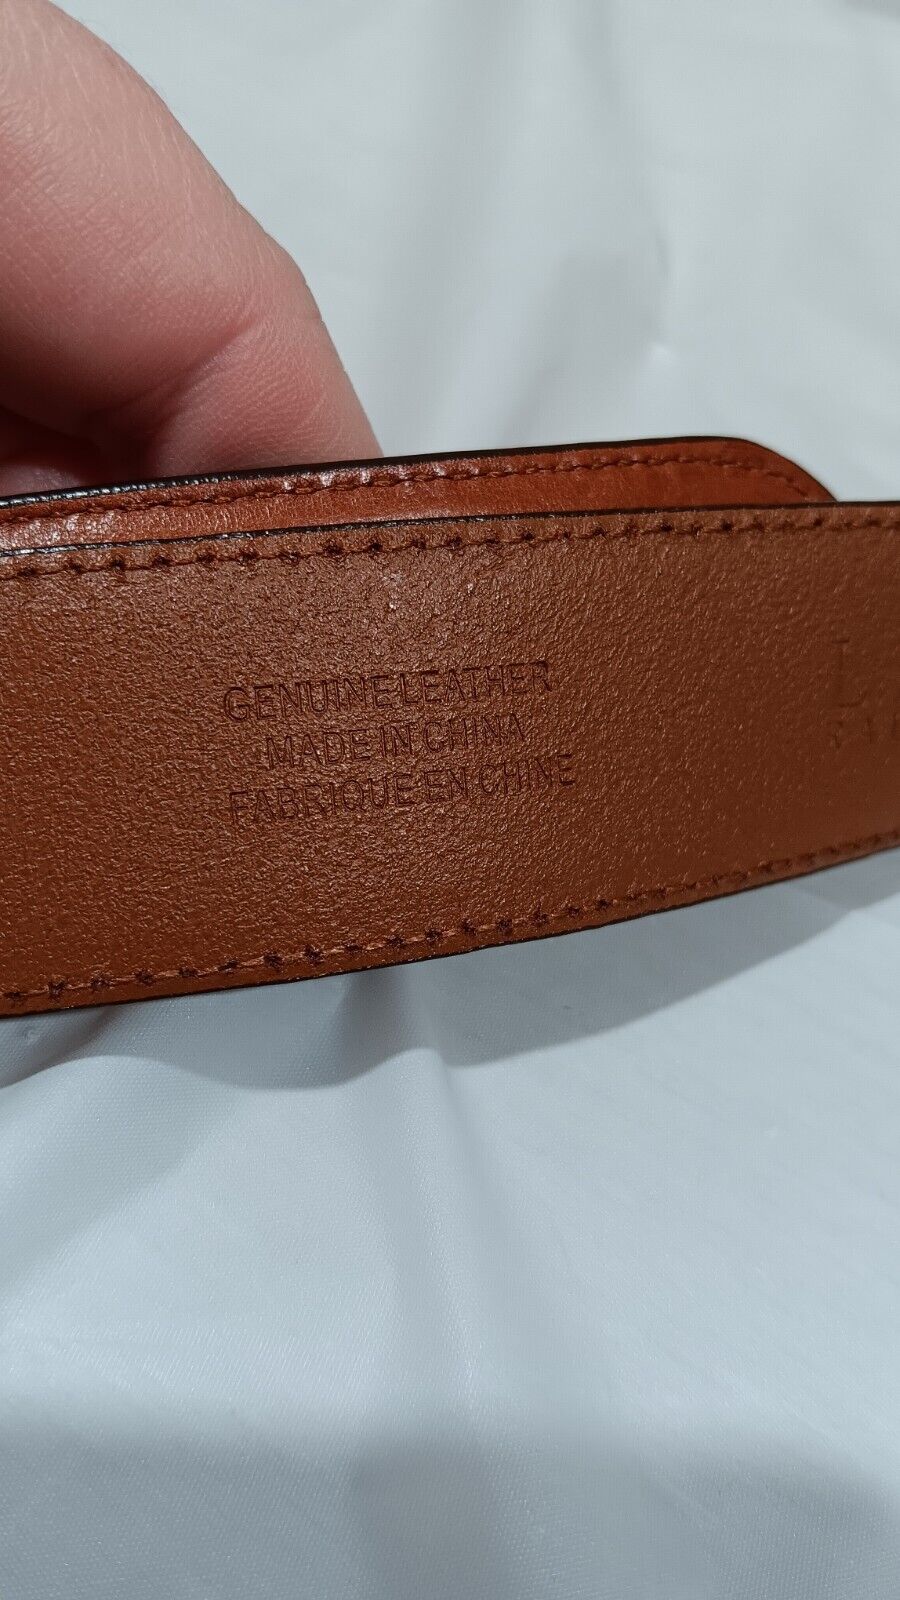 GENUINE LEATHER
MADE IN CHINA
FABRIQUE EN CHINE